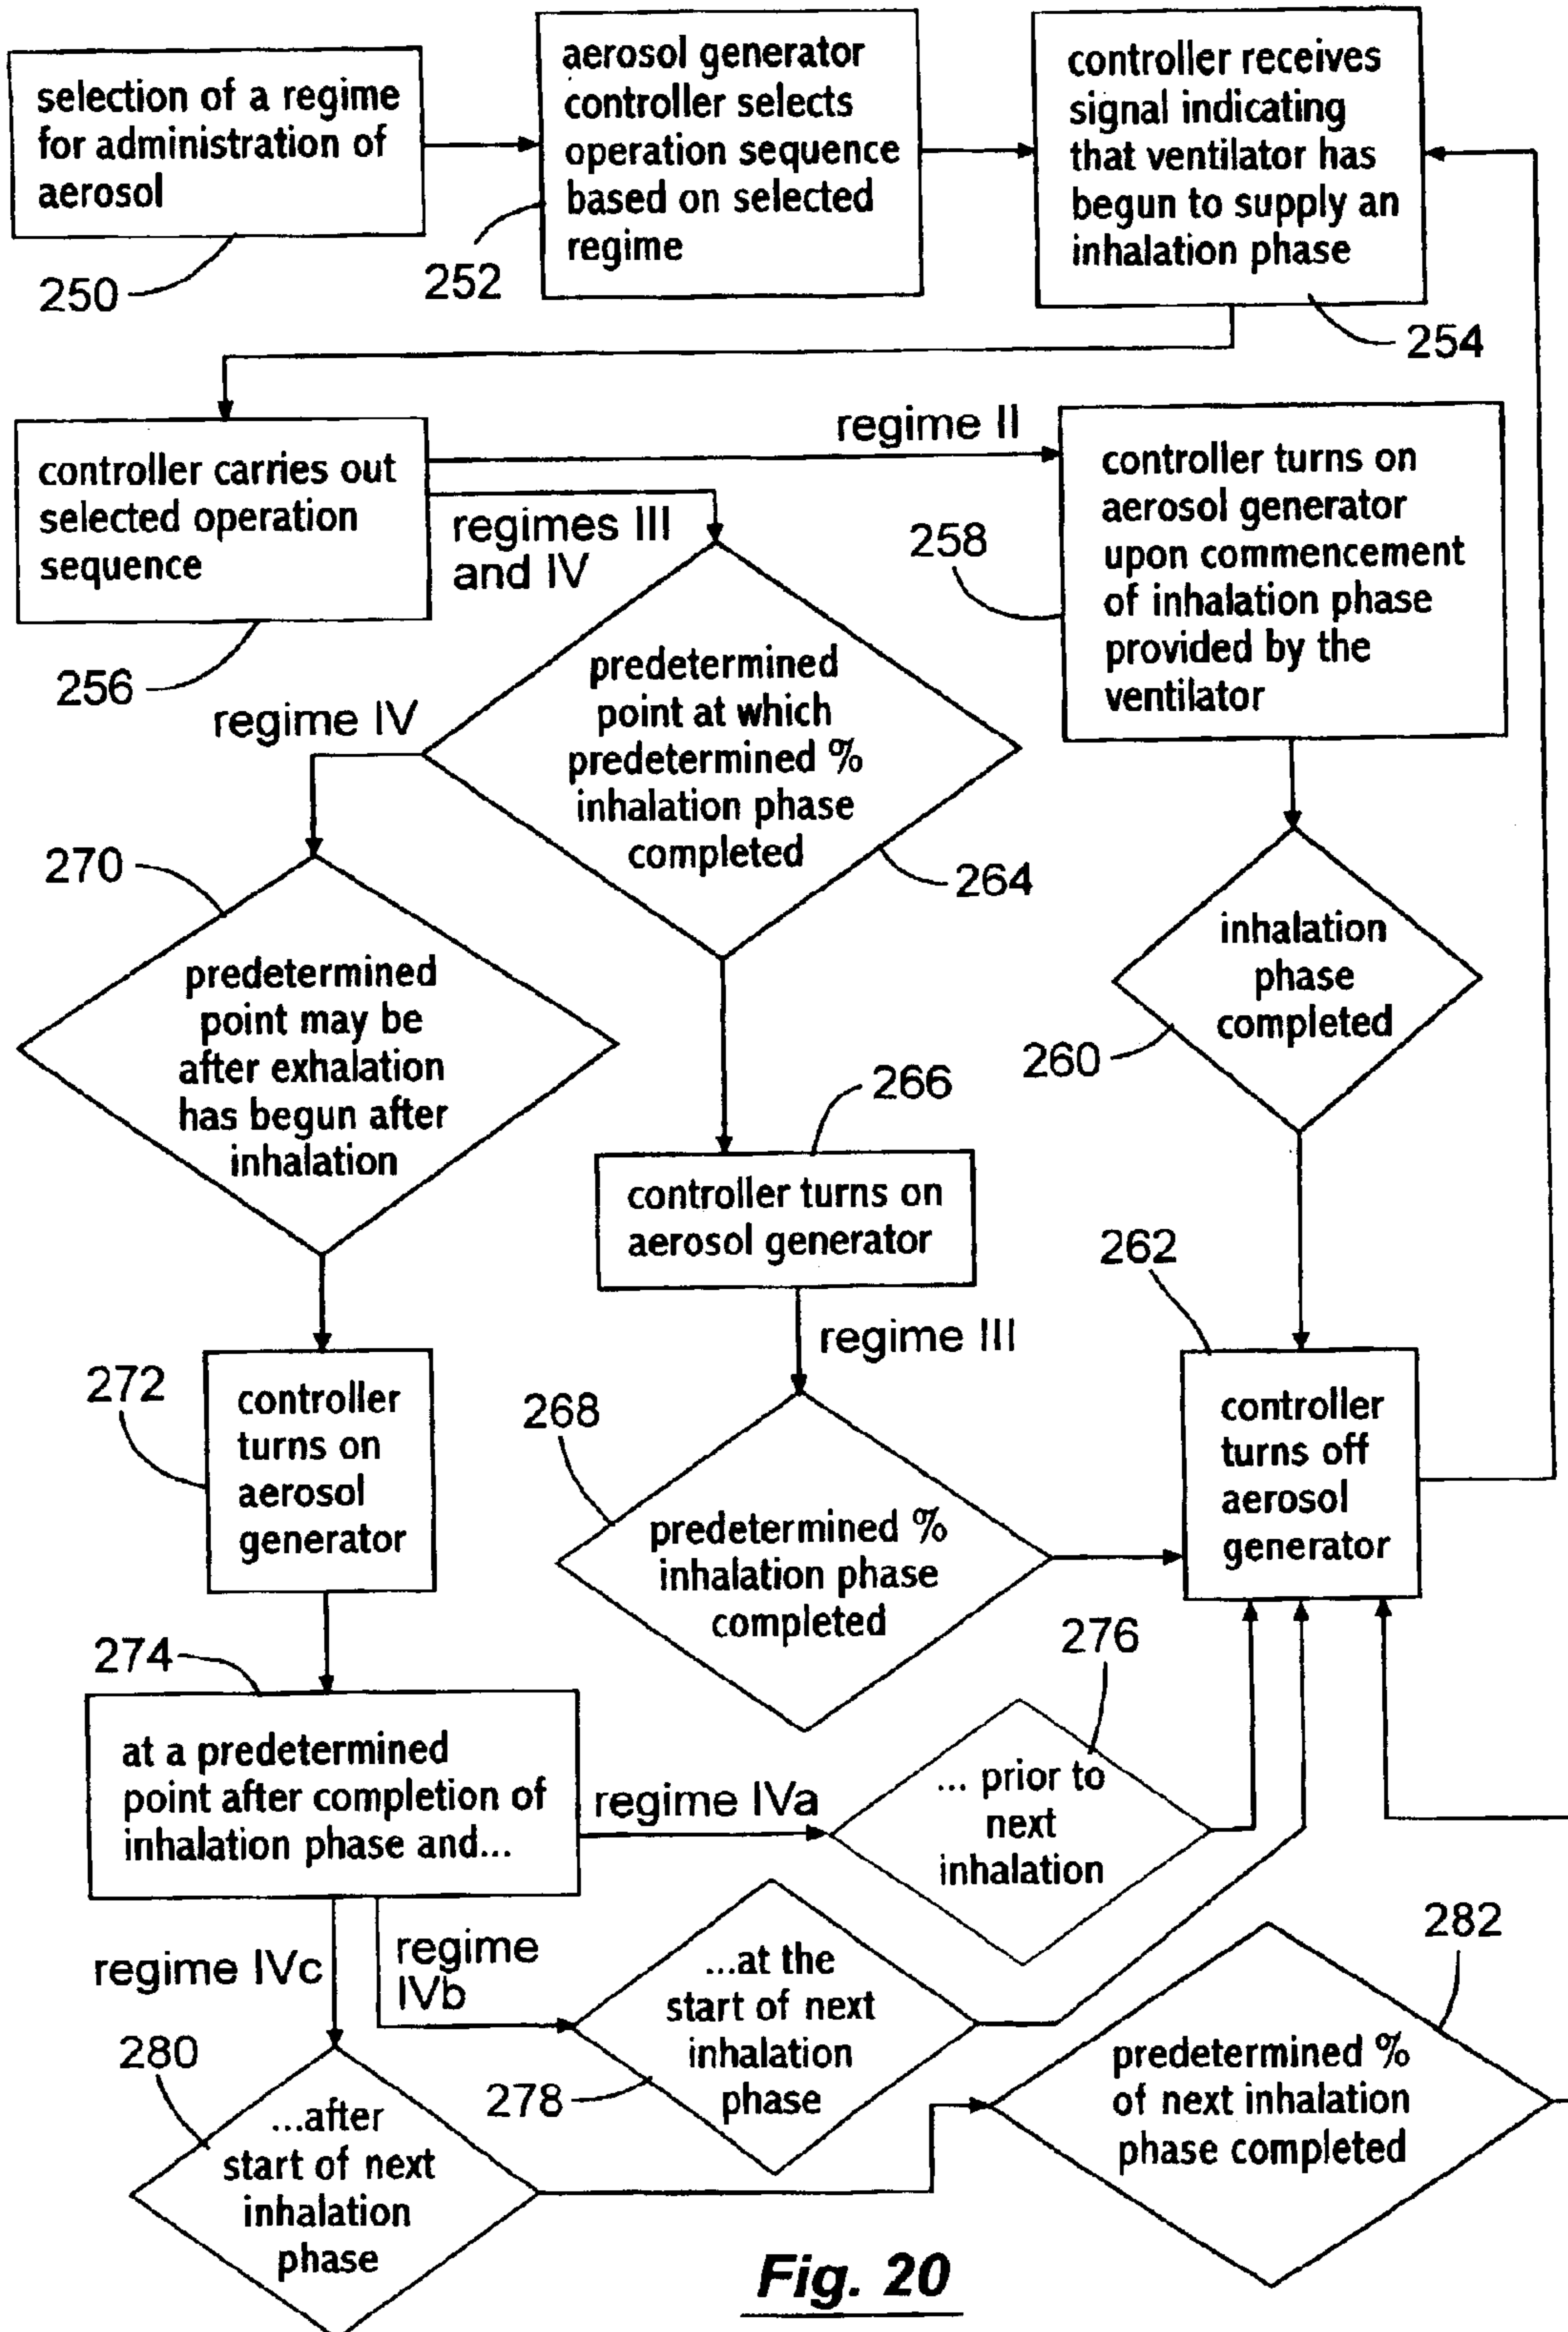 selection of a regime
for administration of
aerosol
250
aerosol generator
controller selects
operation sequence
based on selected
regime
252
controller receives
signal indicating
that ventilator has
begun to supply an
inhalation phase
254
controller carries out
selected operation
sequence
256
regime II
regimes III
and IV
controller turns on
aerosol generator
upon commencement
of inhalation phase
provided by the
ventilator
258
predetermined
point at which
predetermined %
inhalation phase
completed
264
regime IV
270
predetermined
point may be
after exhalation
has begun after
inhalation
inhalation
phase
completed
260
266
controller turns on
aerosol generator
262
regime III
272
controller
turns on
aerosol
generator
268
predetermined %
inhalation phase
completed
controller
turns off
aerosol
generator
274
at a predetermined
point after completion of
inhalation phase and...
regime IVa
276
... prior to
next
inhalation
regime IVc
regime
IVb
...at the
start of next
inhalation
phase
278
282
predetermined %
of next inhalation
phase completed
280
...after
start of next
inhalation
phase
Fig. 20